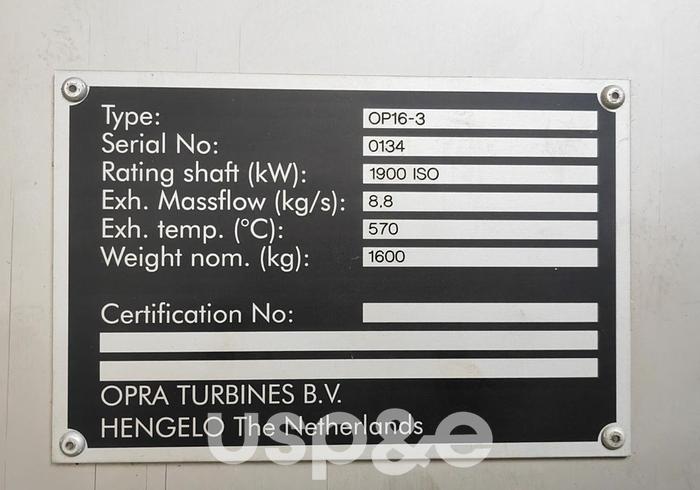 Type: OP16-3
Serial No: 0134
Rating shaft (kW): 1900 ISO
Exh. Massflow (kg/s): 8.8
Exh. temp. (°C): 570
Weight nom. (kg): 1600
Certification No:
OPRA TURBINES B.V.
HENGELO The Netherlands
usp&e